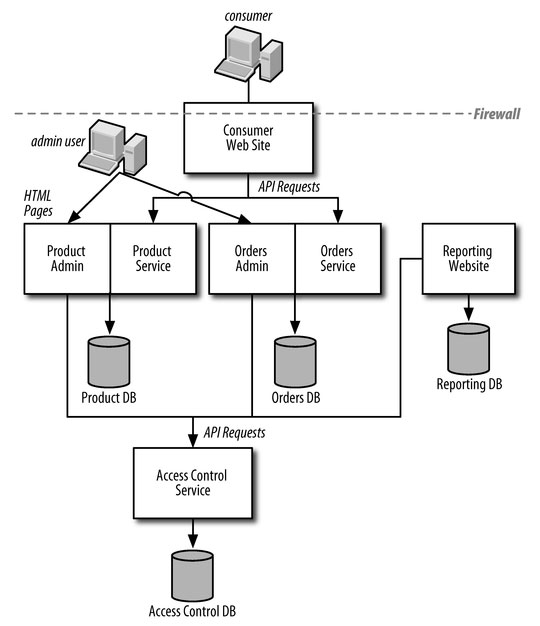 consumer
Firewall
Consumer
Web Site
admin user
API Requests
HTML
Pages
Product
Admin
Product
Service
Orders
Admin
Orders
Service
Reporting
Website
Product DB
Orders DB
Reporting DB
API Requests
Access Control
Service
Access Control DB